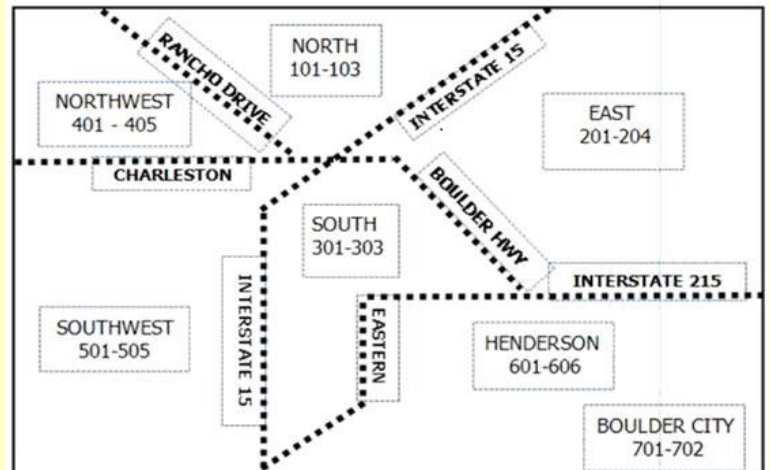 NORTH
101-103
RANCHO DRIVE
INTERSTATE 15
NORTHWEST
401 - 405
EAST
201-204
CHARLESTON
BOULDER HWY
SOUTH
301-303
INTERSTATE 215
INTERSTATE 15
EASTERN
SOUTHWEST
501-505
HENDERSON
601-606
BOULDER CITY
701-702